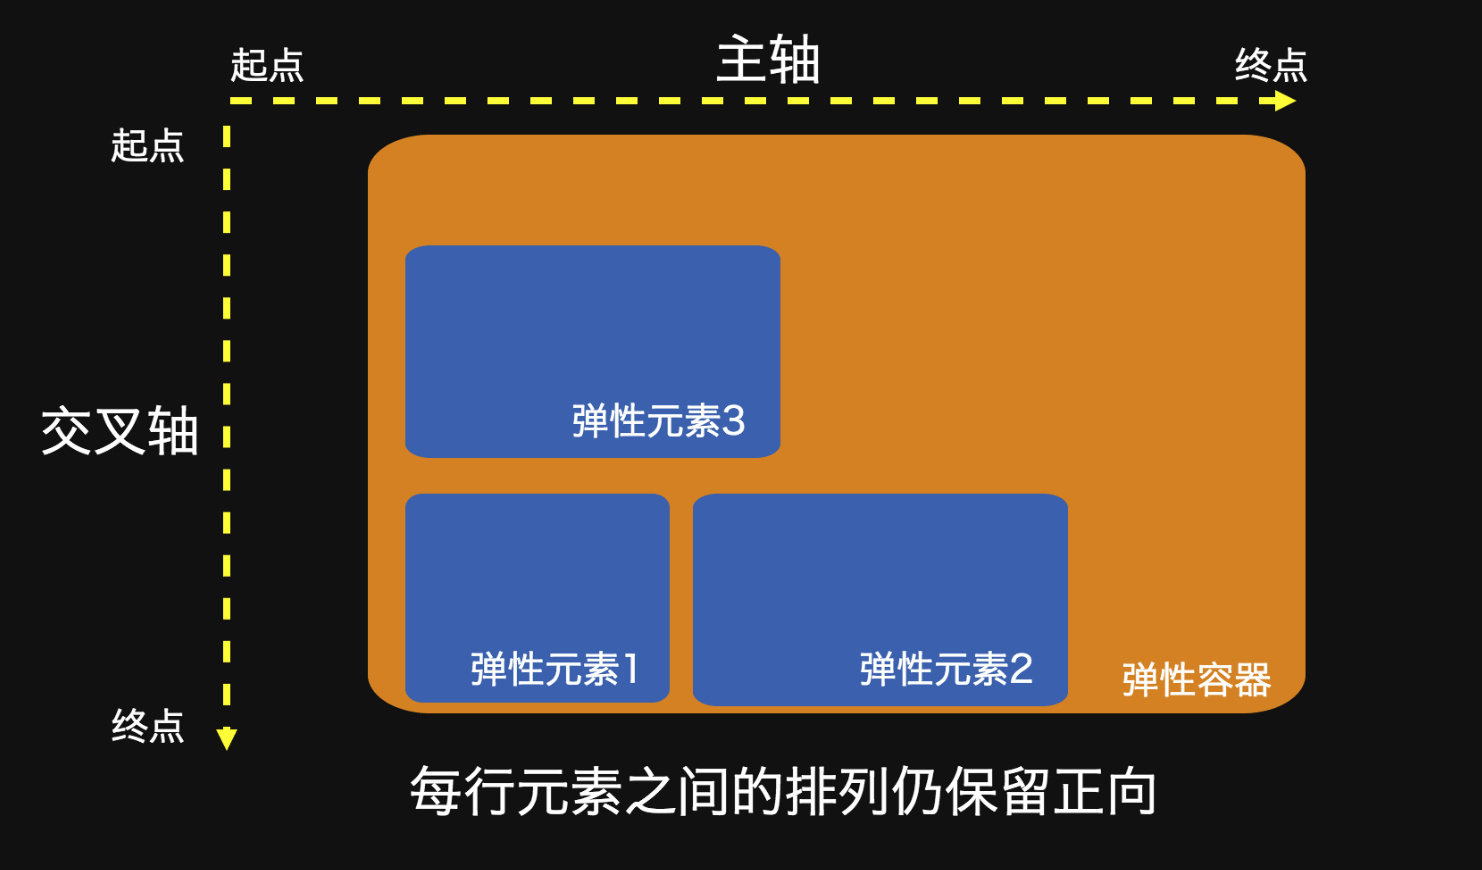 主轴
起点
终点
起点
交叉轴
终点
弹性元素3
弹性元素1
弹性元素2
弹性容器
每行元素之间的排列仍保留正向